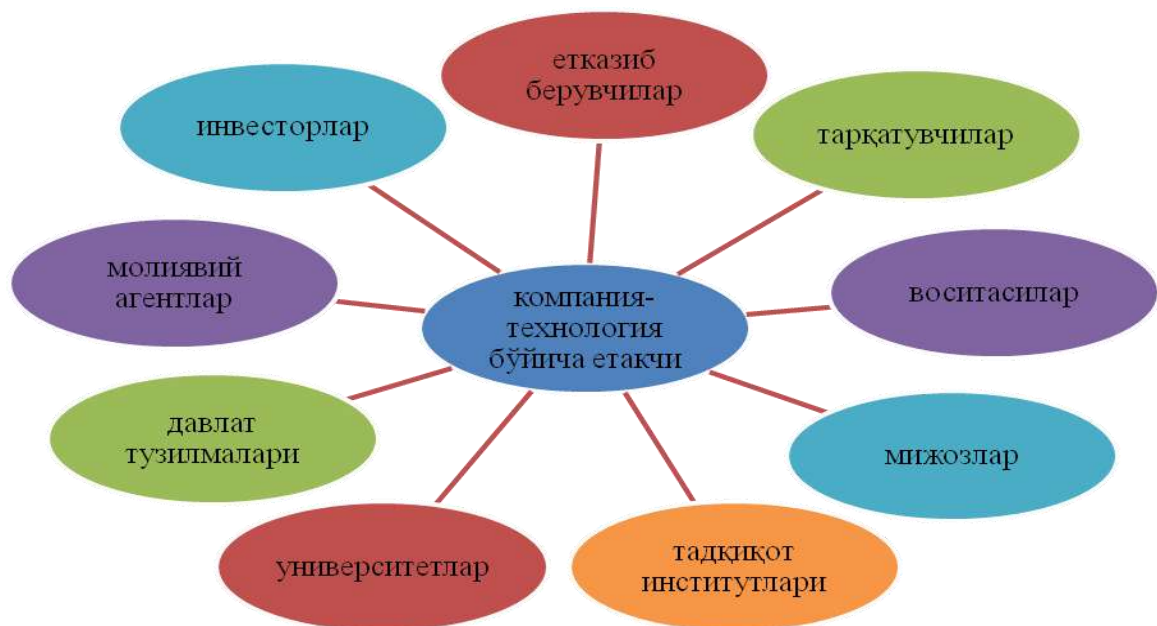 етказиб
берувчилар
инвесторлар
тарқатувчилар
молиявий
агентлар
компания-
технология
бўйича етакчи
воситасилар
давлат
тузилмалари
мижозлар
университетлар
тадқиқот
институтлари